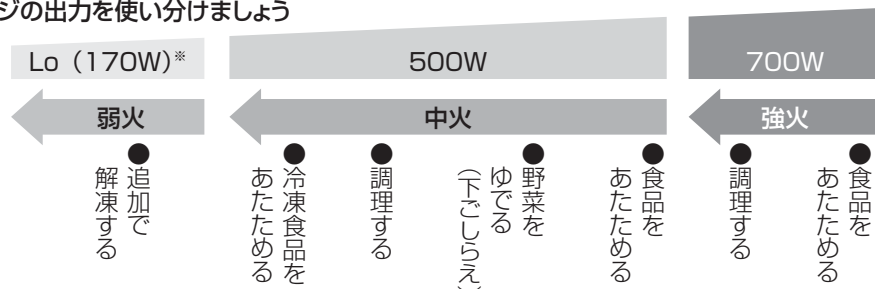 ジの出力を使い分けましょう
Lo（170W）※
500W
700W
弱火
中火
強火
●追加で
解凍する
●冷凍食品を
あたためる
●調理する
●野菜を
ゆでる
（下ごしらえ）
●食品を
あたためる
●調理する
●食品を
あたためる